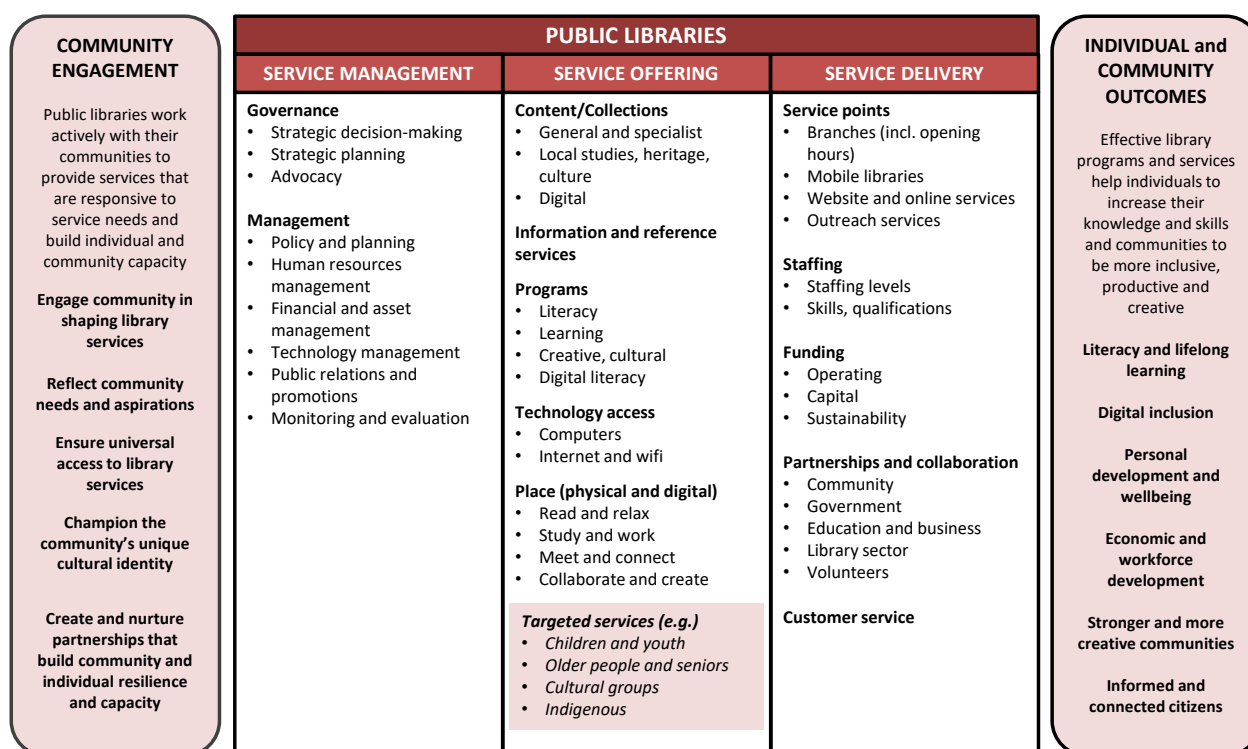 COMMUNITY
ENGAGEMENT
Public libraries work
actively with their
communities to
provide services that
are responsive to
service needs and
build individual and
community capacity
Engage community in
shaping library
services
Reflect community
needs and aspirations
Ensure universal
access to library
services
Champion the
community’s unique
cultural identity
Create and nurture
partnerships that
build community and
individual resilience
and capacity
PUBLIC LIBRARIES
SERVICE MANAGEMENT
Governance
• Strategic decision-making
• Strategic planning
• Advocacy
Management
• Policy and planning
• Human resources
management
• Financial and asset
management
• Technology management
• Public relations and
promotions
• Monitoring and evaluation
SERVICE OFFERING
Content/Collections
• General and specialist
• Local studies, heritage,
culture
• Digital
Information and reference
services
Programs
• Literacy
• Learning
• Creative, cultural
• Digital literacy
Technology access
• Computers
• Internet and wifi
Place (physical and digital)
• Read and relax
• Study and work
• Meet and connect
• Collaborate and create
Targeted services (e.g.)
• Children and youth
• Older people and seniors
• Cultural groups
• Indigenous
SERVICE DELIVERY
Service points
• Branches (incl. opening
hours)
• Mobile libraries
• Website and online services
• Outreach services
Staffing
• Staffing levels
• Skills, qualifications
Funding
• Operating
• Capital
• Sustainability
Partnerships and collaboration
• Community
• Government
• Education and business
• Library sector
• Volunteers
Customer service
INDIVIDUAL and
COMMUNITY
OUTCOMES
Effective library
programs and services
help individuals to
increase their
knowledge and skills
and communities to
be more inclusive,
productive and
creative
Literacy and lifelong
learning
Digital inclusion
Personal
development and
wellbeing
Economic and
workforce
development
Stronger and more
creative communities
Informed and
connected citizens